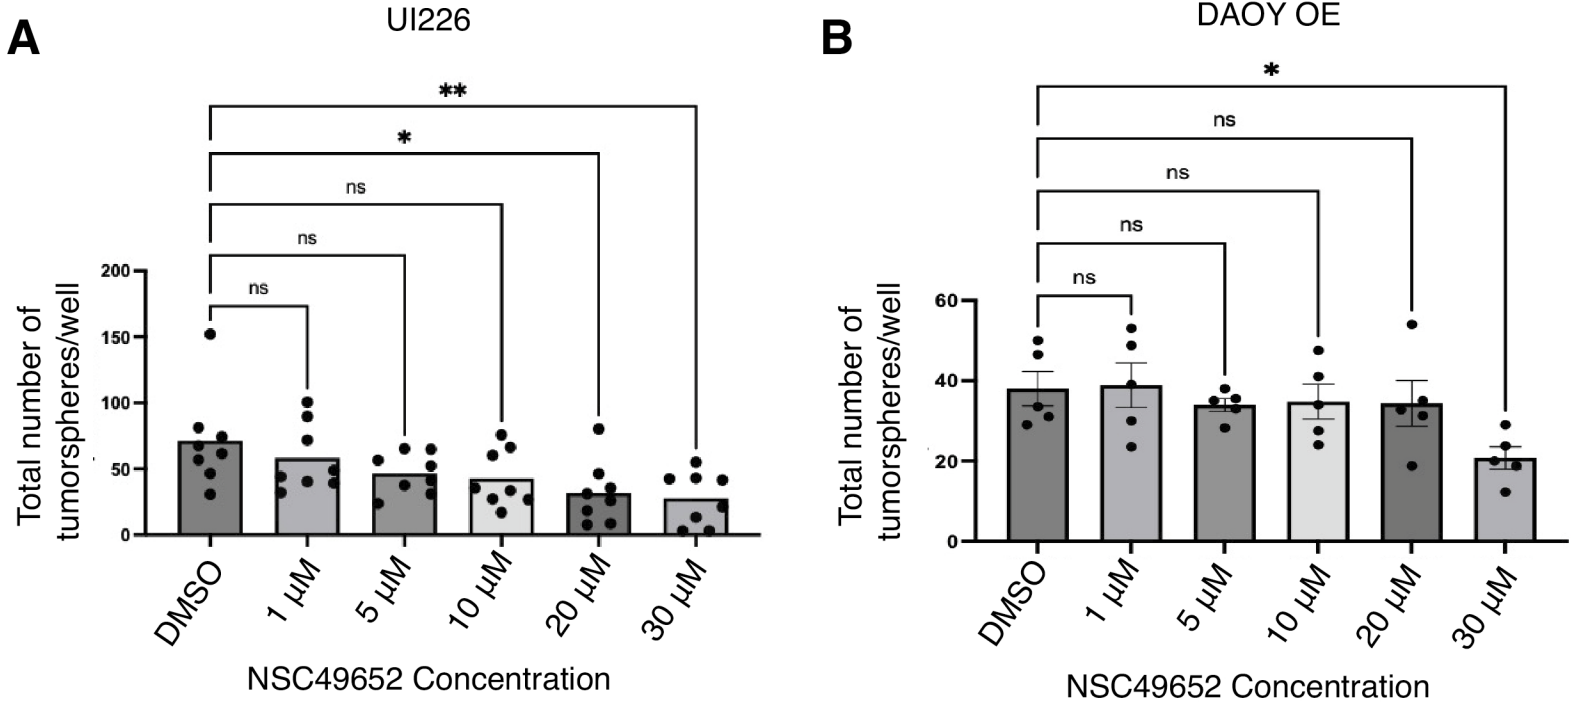 A
UI226
**
*
ns
ns
ns
200
150
100
50
0
Total number of
tumorspheres/well
DMSO
1 µM
5 µM
10 µM
20 µM
30 µM
NSC49652 Concentration
B
DAOY OE
*
ns
ns
ns
ns
60
40
20
0
Total number of
tumorspheres/well
DMSO
1 µM
5 µM
10 µM
20 µM
30 µM
NSC49652 Concentration